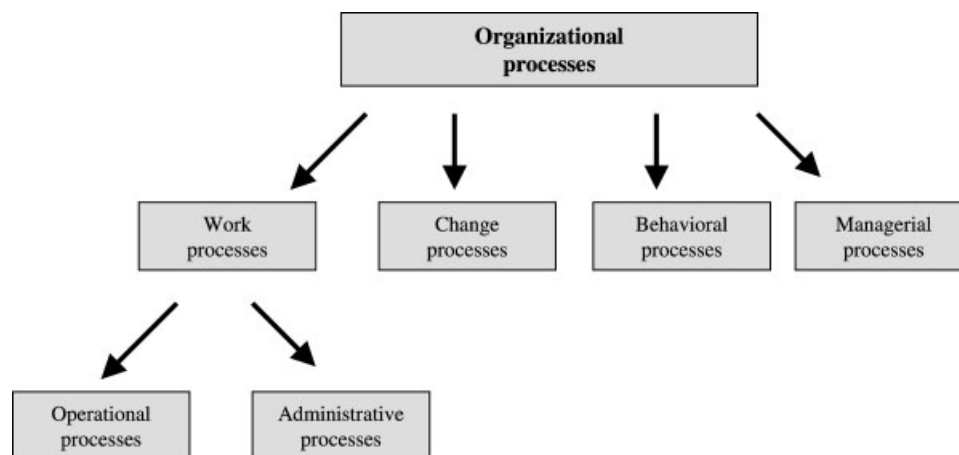 Organizational
processes
Work
processes
Change
processes
Behavioral
processes
Managerial
processes
Operational
processes
Administrative
processes